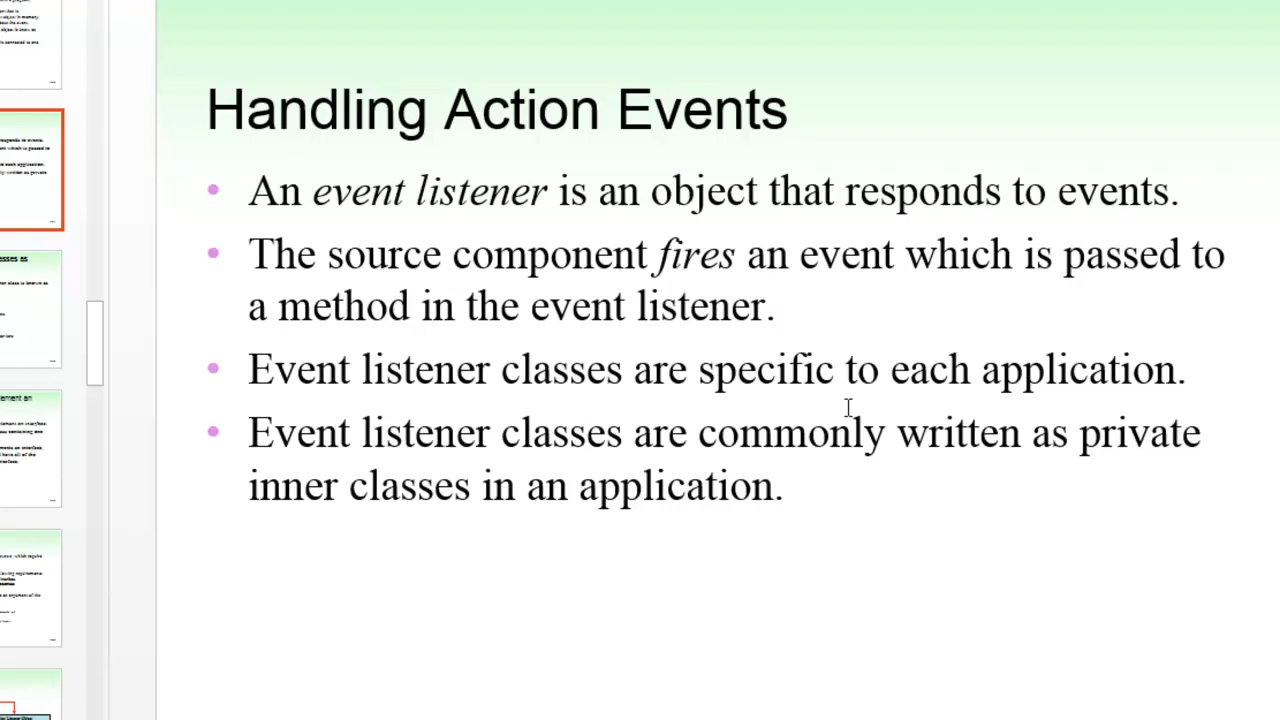 Handling Action Events
• An event listener is an object that responds to events.
• The source component fires an event which is passed to
a method in the event listener.
• Event listener classes are specific to each application.
• Event listener classes are commonly written as private
inner classes in an application.